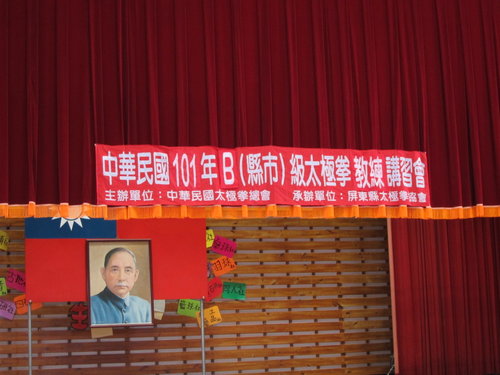 中華民國101年B(縣市)級太極拳教練講習會
主辦單位：中華民國太極拳總會 承辦單位：屏東縣太極拳協會